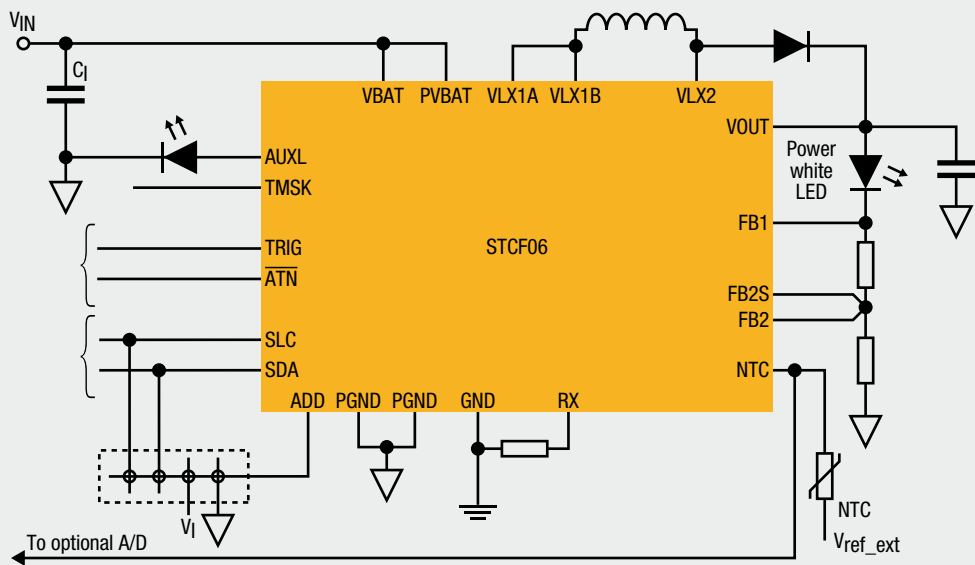 VIN
CI
VBAT
PVBAT
VLX1A
VLX1B
VLX2
VOUT
AUXL
TMSK
Power
white
LED
FB1
TRIG
STCF06
ATN
FB2S
FB2
SLC
SDA
NTC
ADD
PGND
PGND
GND
RX
VI
NTC
Vref_ext
To optional A/D